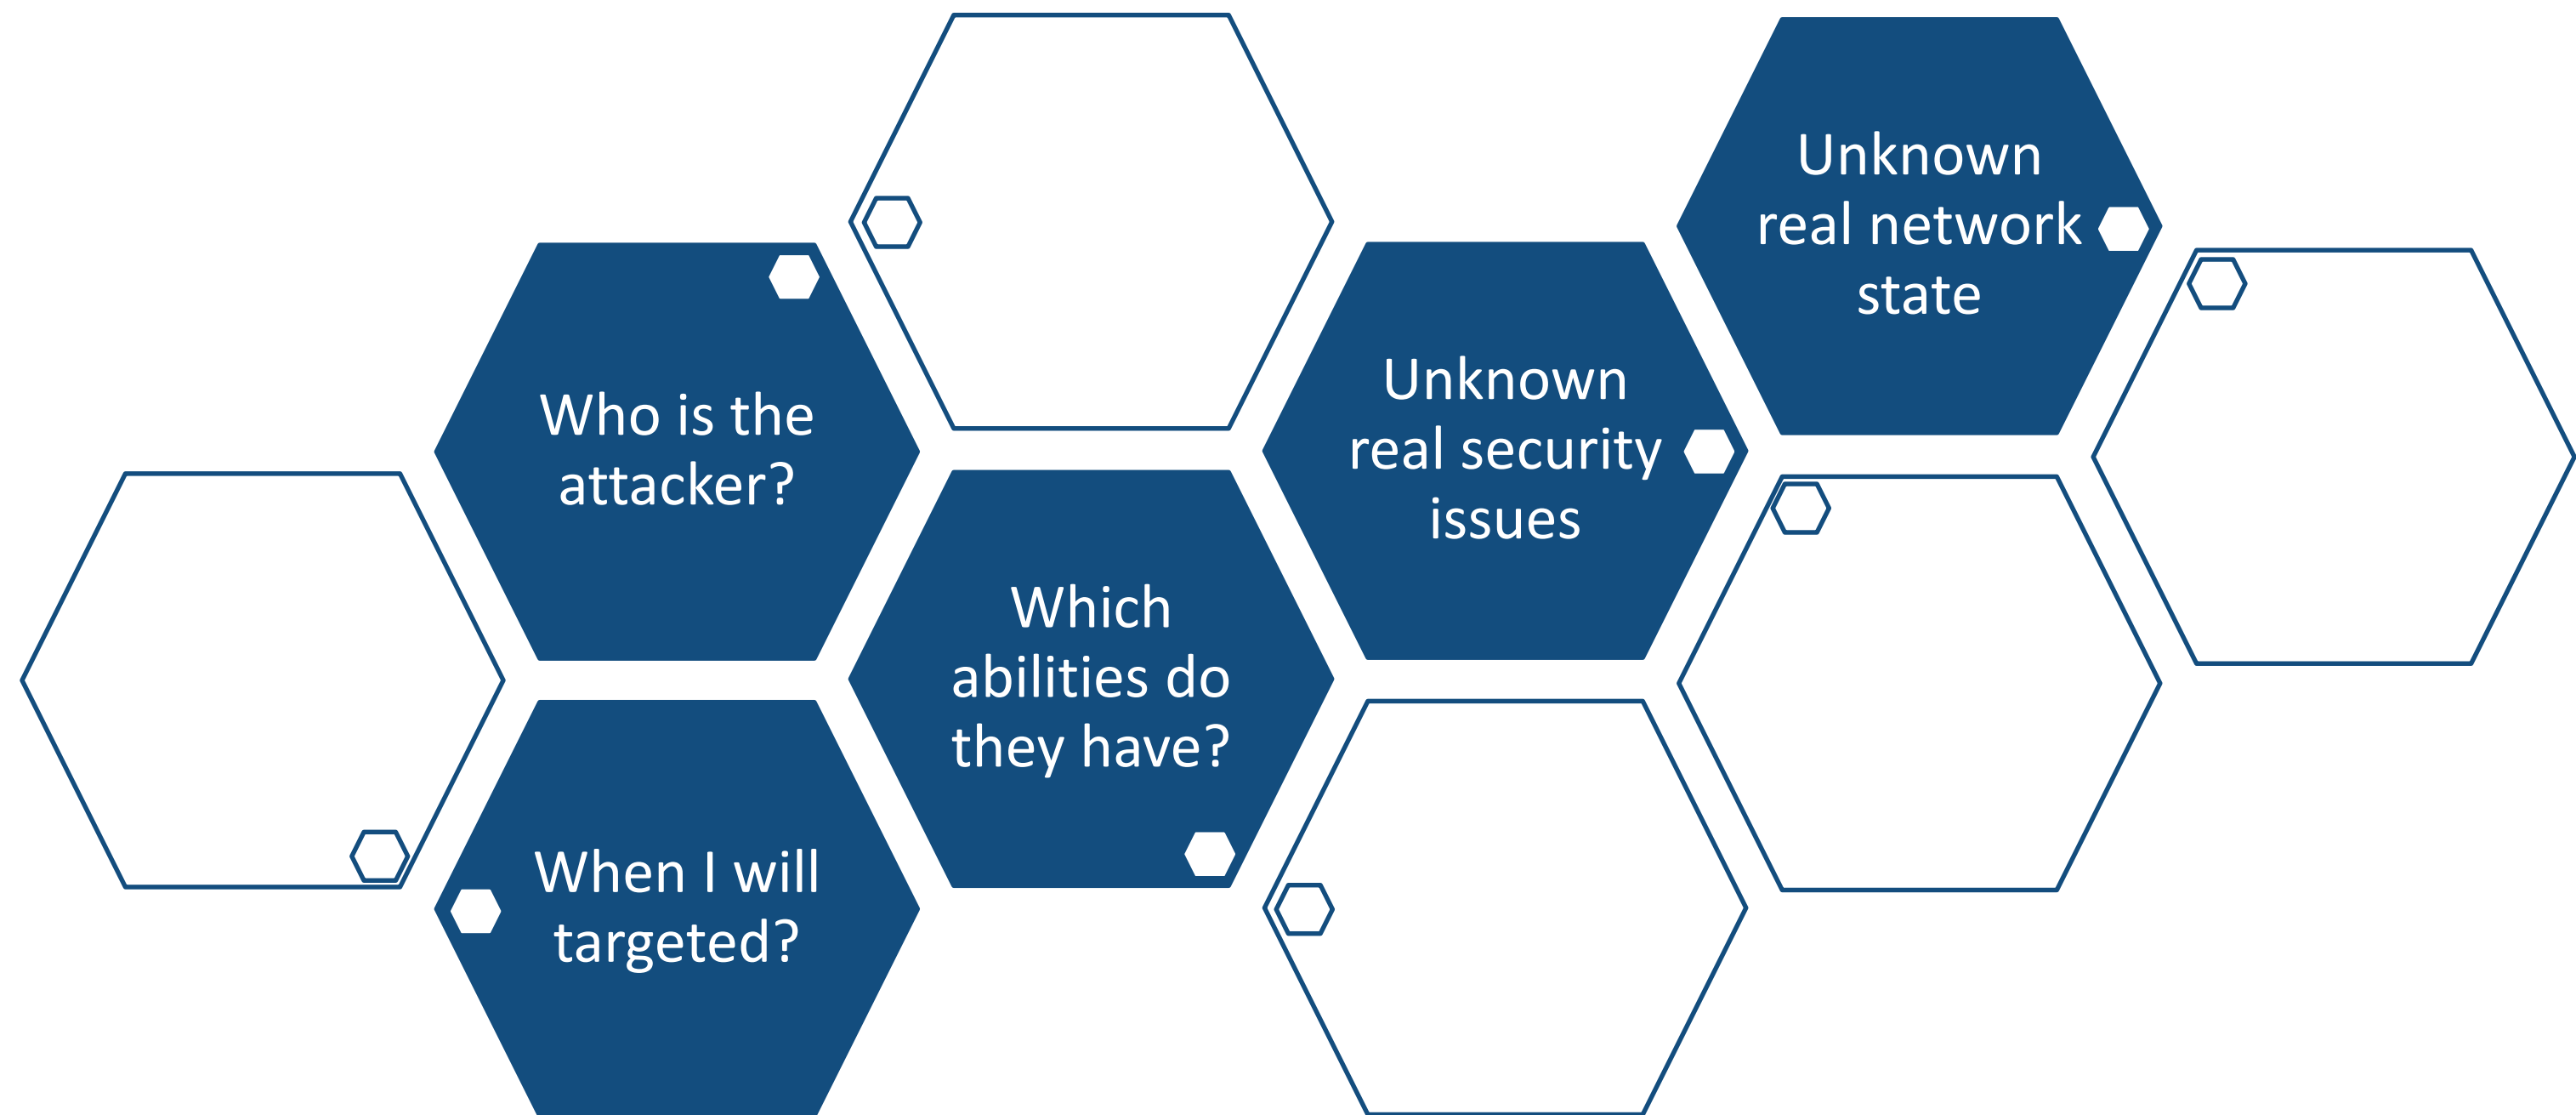 Who is the
attacker?
When I will
targeted?
Which
abilities do
they have?
Unknown
real security
issues
Unknown
real network
state